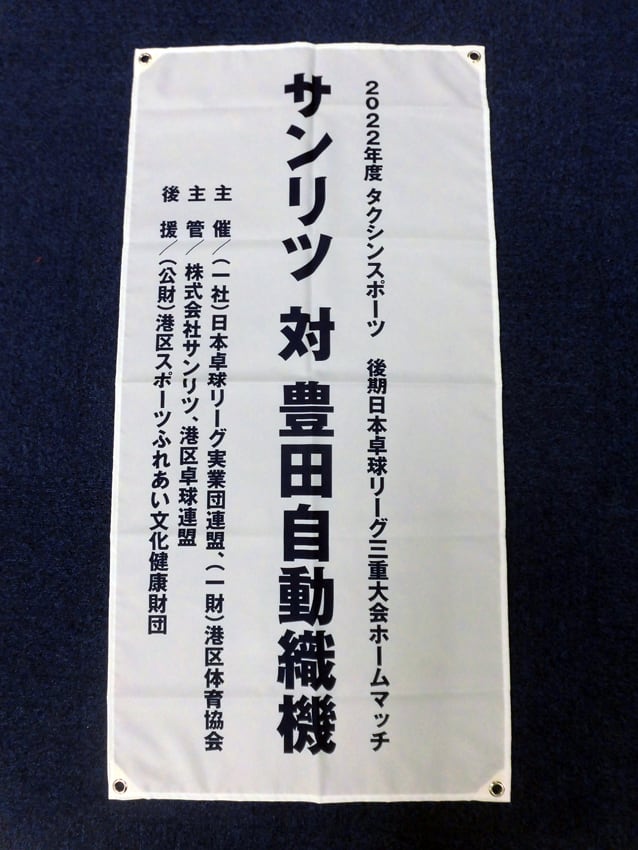 2022年度 タクシンスポーツ 後期日本卓球リーグ三重大会ホームマッチ
サンリツ 対 豊田自動織機
主催/(一社)日本卓球リーグ実業団連盟、(一財)港区体育協会
主管/株式会社サンリツ、港区卓球連盟
後援/(公財)港区スポーツふれあい文化健康財団